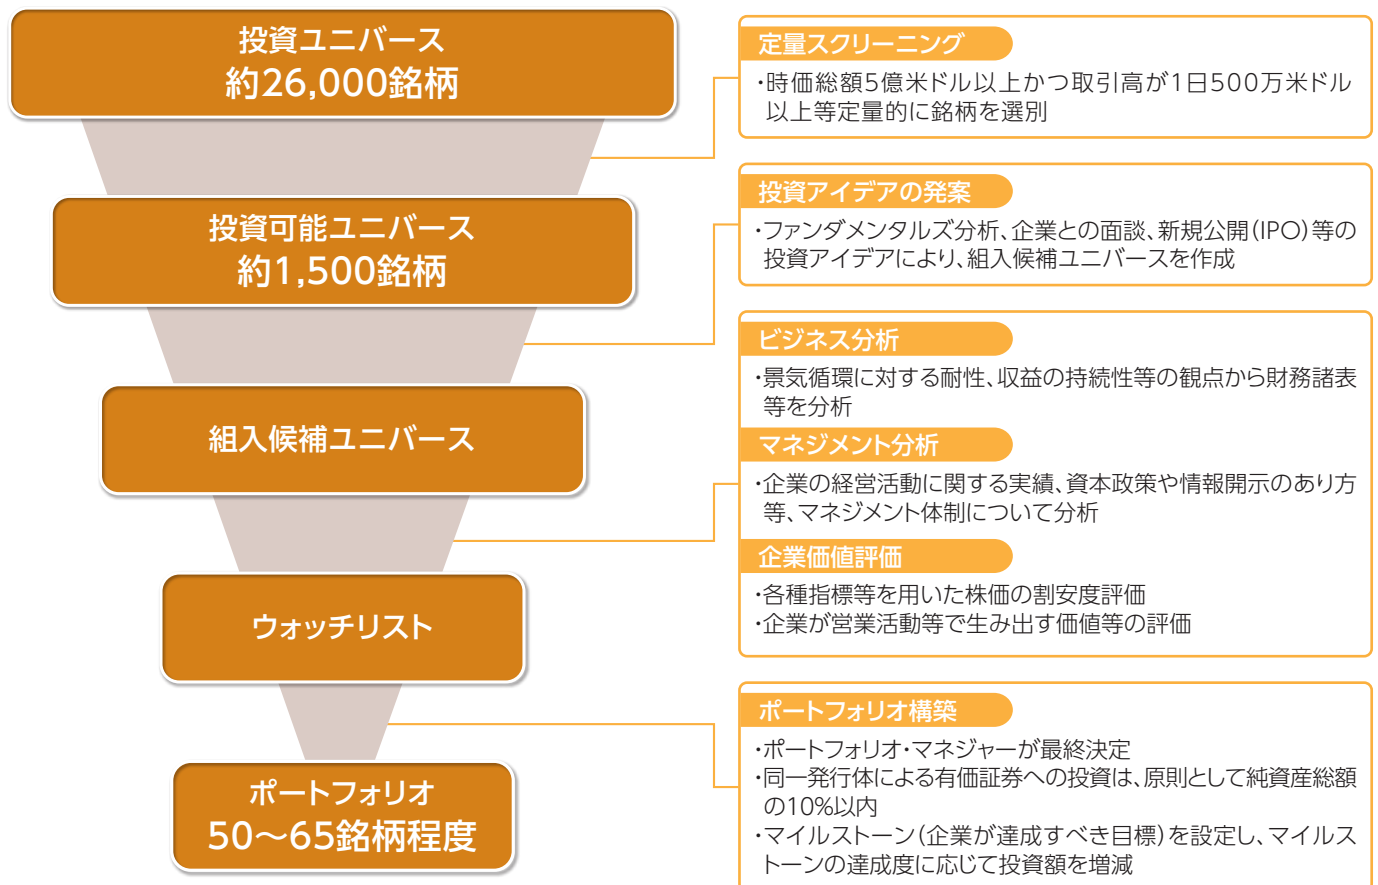 投資ユニバース
約26,000銘柄
定量スクリーニング
・時価総額5億米ドル以上かつ取引高が1日500万米ドル
以上等定量的に銘柄を選別
投資可能ユニバース
約1,500銘柄
投資アイデアの発案
・ファンダメンタルズ分析、企業との面談、新規公開(IPO)等の
投資アイデアにより、組入候補ユニバースを作成
組入候補ユニバース
ビジネス分析
・景気循環に対する耐性、収益の持続性等の観点から財務諸表
等を分析
マネジメント分析
・企業の経営活動に関する実績、資本政策や情報開示のあり方
等、マネジメント体制について分析
企業価値評価
・各種指標等を用いた株価の割安度評価
・企業が営業活動等で生み出す価値等の評価
ウォッチリスト
ポートフォリオ構築
・ポートフォリオ・マネジャーが最終決定
・同一発行体による有価証券への投資は、原則として純資産総額
の10%以内
・マイルストーン(企業が達成すべき目標)を設定し、マイルス
トーンの達成度に応じて投資額を増減
ポートフォリオ
50〜65銘柄程度